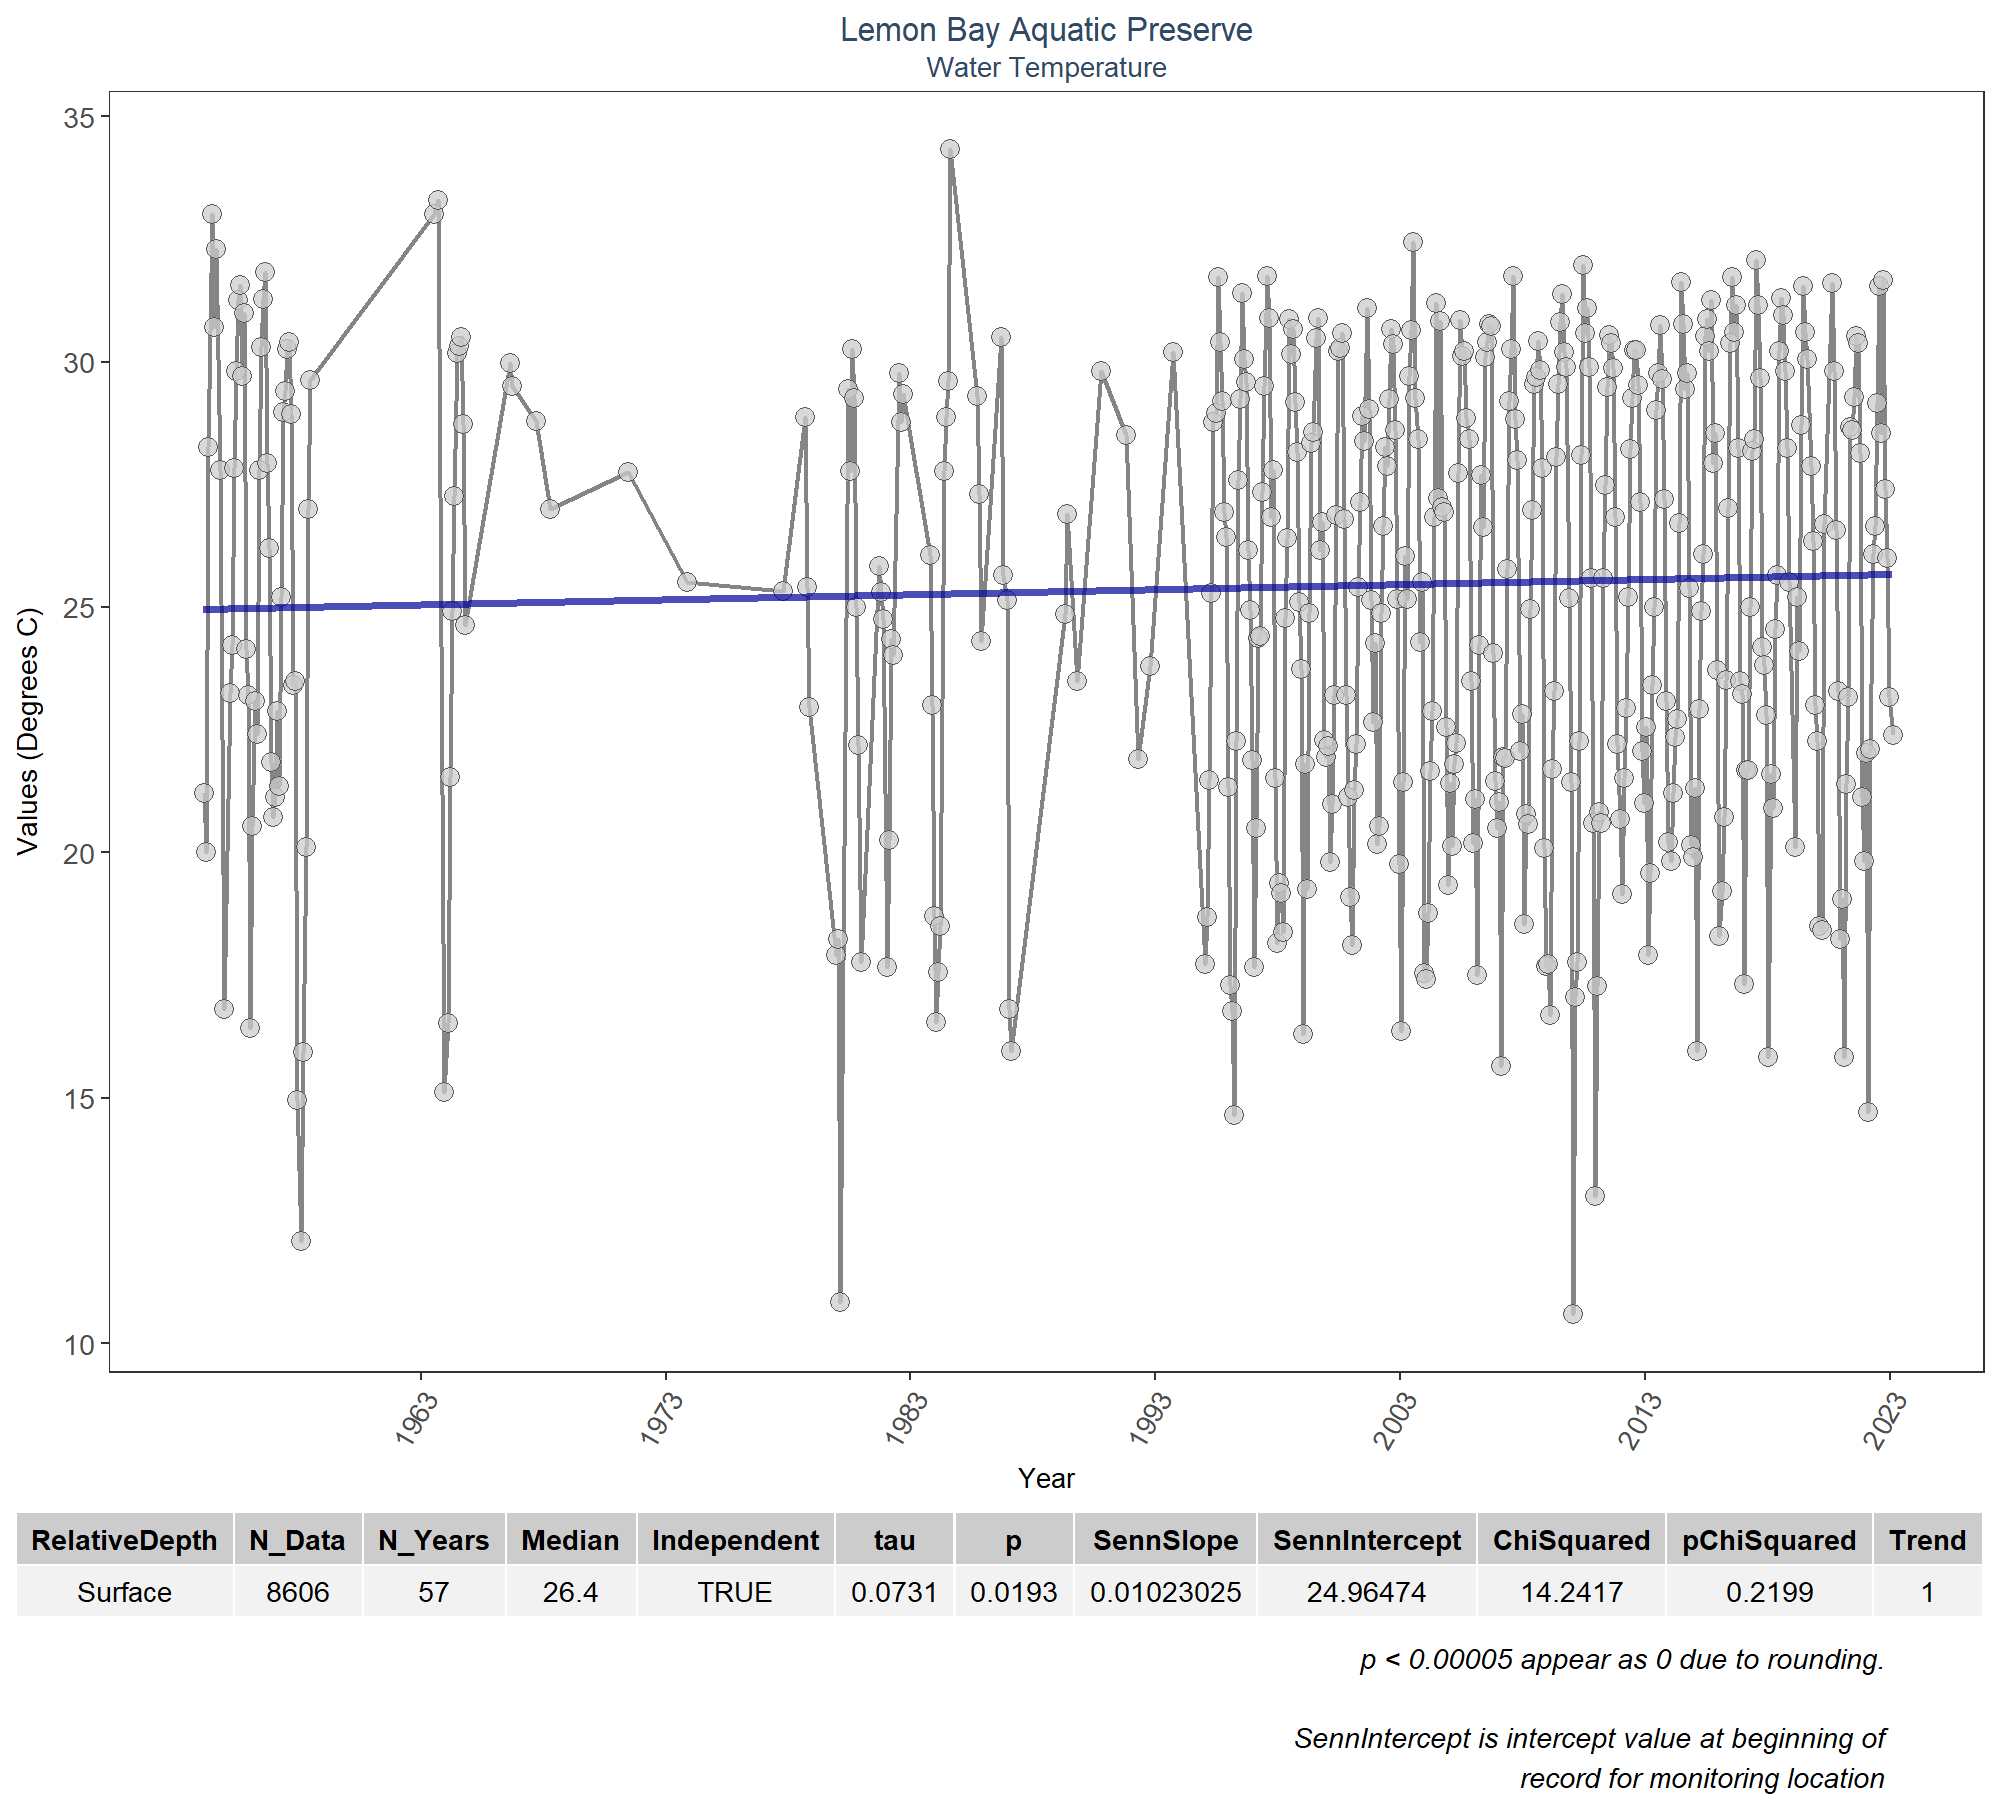 Lemon Bay Aquatic Preserve
Water Temperature
35
30
25
20
15
10
Values (Degrees C)
1963 1973 1983 1993 2003 2013 2023
Year
RelativeDepth N_Data N_Years Median Independent tau p SennSlope SennIntercept ChiSquared pChiSquared Trend
Surface 8606 57 26.4 TRUE 0.0731 0.0193 0.01023025 24.96474 14.2417 0.2199 1
p < 0.00005 appear as 0 due to rounding.
SennIntercept is intercept value at beginning of
record for monitoring location